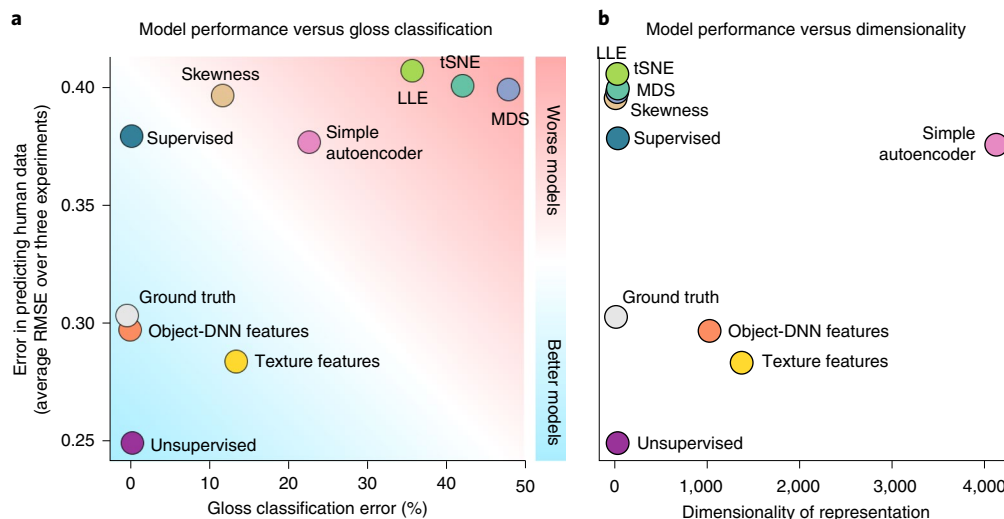 a
Model performance versus gloss classification
Error in predicting human data
(average RMSE over three experiments)
0.40
0.35
0.30
0.25
Skewness
tSNE
LLE
MDS
Supervised
Simple
autoencoder
Ground truth
Object-DNN features
Texture features
Unsupervised
Worse models
Better models
0
10
20
30
40
50
Gloss classification error (%)
b
Model performance versus dimensionality
LLE
tSNE
MDS
Skewness
Supervised
Simple
autoencoder
Ground truth
Object-DNN features
Texture features
Unsupervised
0
1,000
2,000
3,000
4,000
Dimensionality of representation